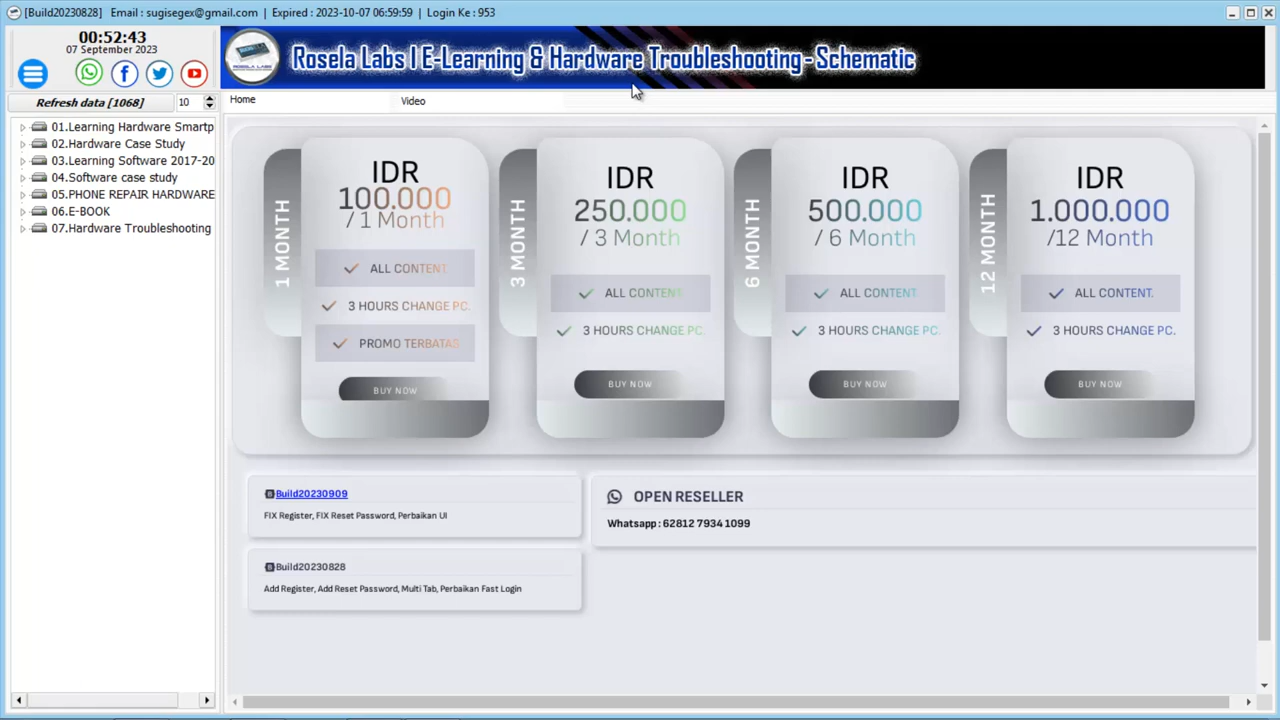 [Build20230828] Email : sugisegex@gmail.com | Expired : 2023-10-07 06:59:59 | Login Ke : 953
00:52:43
07 September 2023
Rosela Labs | E-Learning & Hardware Troubleshooting - Schematic
Refresh data [1068]
10
Home
Video
01.Learning Hardware Smartp
02.Hardware Case Study
03.Learning Software 2017-20
04.Software case study
05.PHONE REPAIR HARDWARE
06.E-BOOK
07.Hardware Troubleshooting
1 MONTH
IDR
100.000
/ 1 Month
ALL CONTENT.
3 HOURS CHANGE PC.
PROMO TERBATAS
BUY NOW
3 MONTH
IDR
250.000
/ 3 Month
ALL CONTENT.
3 HOURS CHANGE PC.
BUY NOW
6 MONTH
IDR
500.000
/ 6 Month
ALL CONTENT.
3 HOURS CHANGE PC.
BUY NOW
12 MONTH
IDR
1.000.000
/12 Month
ALL CONTENT.
3 HOURS CHANGE PC.
BUY NOW
Build20230909
FIX Register, FIX Reset Password, Perbaikan UI
Build20230828
Add Register, Add Reset Password, Multi Tab, Perbaikan Fast Login
OPEN RESELLER
Whatsapp : 62812 7934 1099